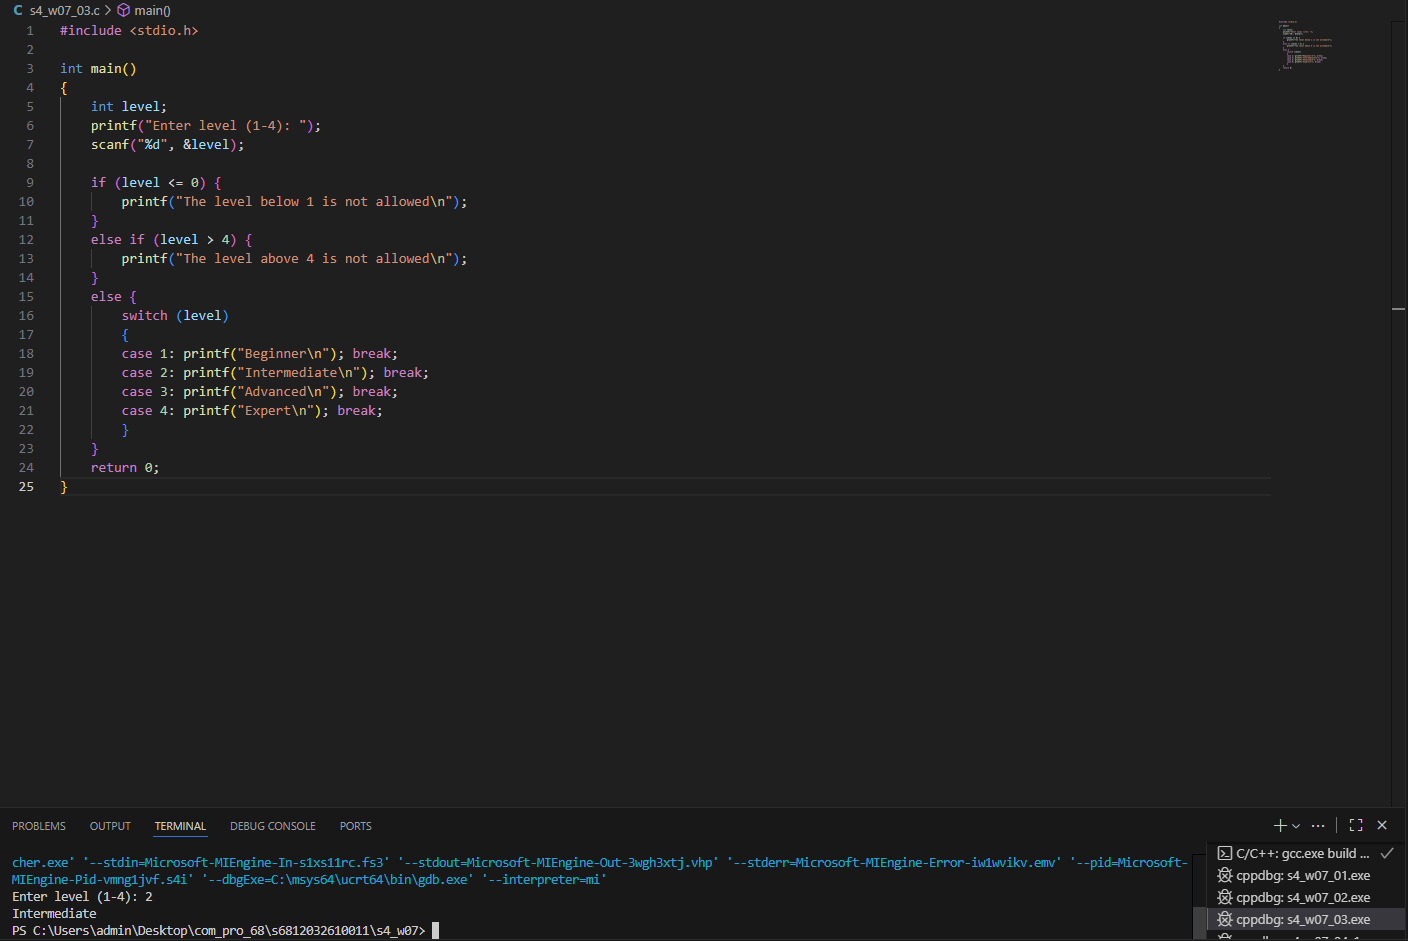 C s4_w07_03.c > main()
1 #include <stdio.h>
2
3 int main()
4 {
5     int level;
6     printf("Enter level (1-4): ");
7     scanf("%d", &level);
8
9     if (level <= 0) {
10         printf("The level below 1 is not allowed\n");
11     }
12     else if (level > 4) {
13         printf("The level above 4 is not allowed\n");
14     }
15     else {
16         switch (level)
17         {
18         case 1: printf("Beginner\n"); break;
19         case 2: printf("Intermediate\n"); break;
20         case 3: printf("Advanced\n"); break;
21         case 4: printf("Expert\n"); break;
22         }
23     }
24     return 0;
25 }
PROBLEMS OUTPUT TERMINAL DEBUG CONSOLE PORTS
cher.exe' '--stdin=Microsoft-MIEngine-In-s1xs11rc.fs3' '--stdout=Microsoft-MIEngine-Out-3wgh3xtj.vhp' '--stderr=Microsoft-MIEngine-Error-iw1wvikv.emv' '--pid=Microsoft-
MIEngine-Pid-vmng1jvf.s4i' '--dbgExe=C:\msys64\ucrt64\bin\gdb.exe' '--interpreter=mi'
Enter level (1-4): 2
Intermediate
PS C:\Users\admin\Desktop\com_pro_68\s6812032610011\s4_w07>
C/C++: gcc.exe build ...
cppdbg: s4_w07_01.exe
cppdbg: s4_w07_02.exe
cppdbg: s4_w07_03.exe